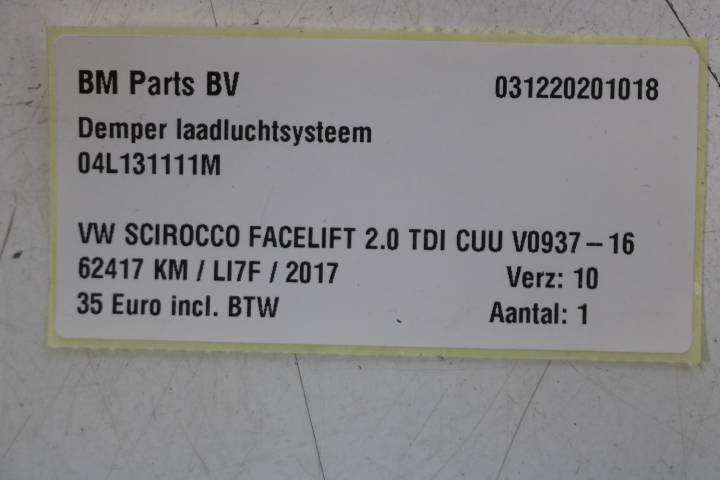 BM Parts BV 031220201018
Demper laadluchtsysteem
04L131111M
VW SCIROCCO FACELIFT 2.0 TDI CUU V0937-16
62417 KM / LI7F / 2017 Verz: 10
35 Euro incl. BTW Aantal: 1